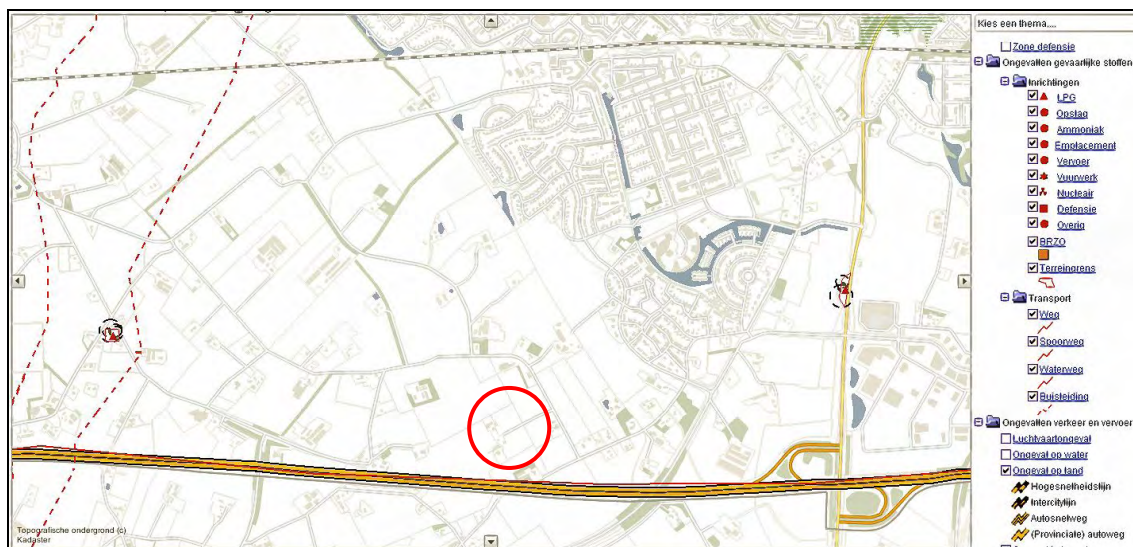 Kies een thema....
Zone defensie
Ongevallen gevaarlijke stoffen
Inrichtingen
LPG
Opslag
Ammoniak
Emplacement
Vervoer
Vuurwerk
Nucleair
Defensie
Overig
BRZO
Terreingrens
Transport
Weg
Spoorweg
Waterweg
Buisleiding
Ongevallen verkeer en vervoer
Luchtvaartongeval
Ongeval op water
Ongeval op land
Hogesnelheidslijn
Intercitylijn
Autosnelweg
(Provinciale) autoweg
Topografische ondergrond (c)
Kadaster